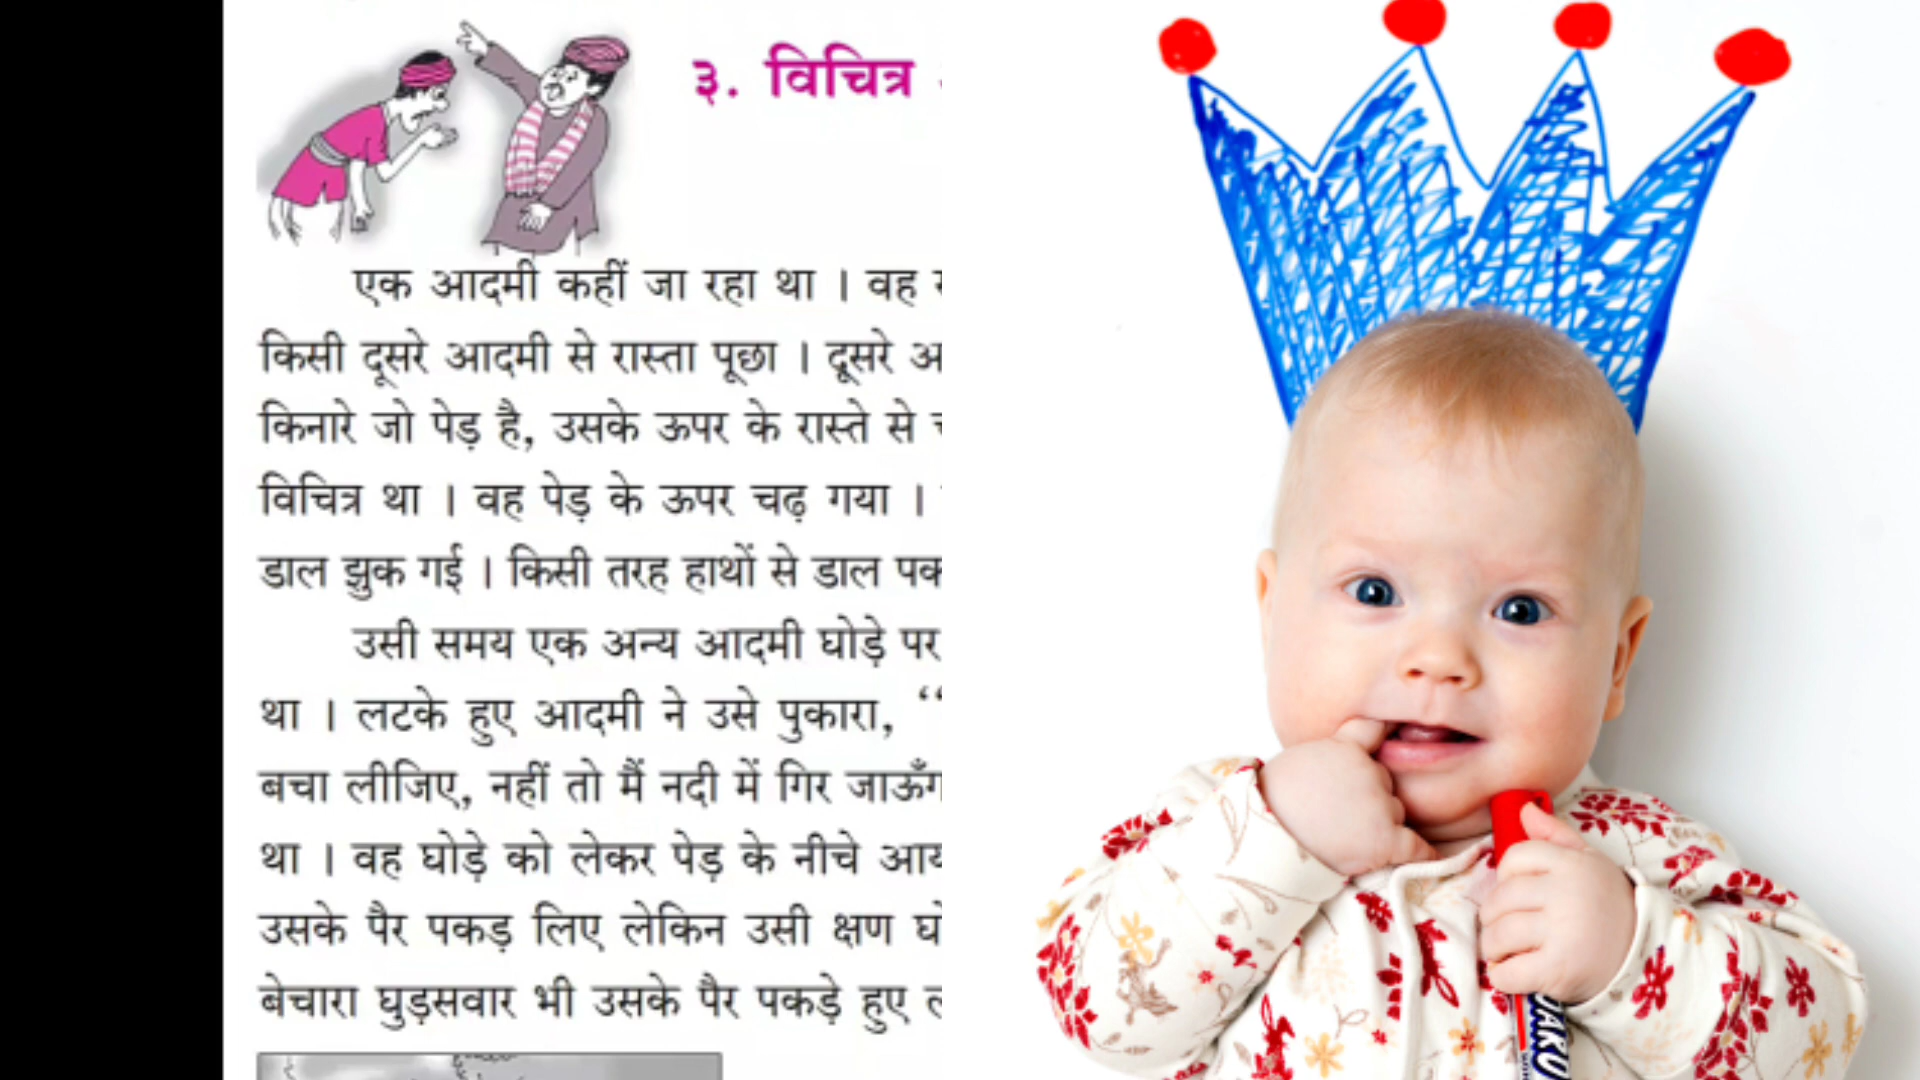 ३. विचित्र
एक आदमी कहीं जा रहा था । वह
किसी दूसरे आदमी से रास्ता पूछा । दूसरे
किनारे जो पेड़ है, उसके ऊपर के रास्ते से
विचित्र था । वह पेड़ के ऊपर चढ़ गया ।
डाल झुक गई । किसी तरह हाथों से डाल
उसी समय एक अन्य आदमी घोड़े पर
था । लटके हुए आदमी ने उसे पुकारा, ‘‘
बचा लीजिए, नहीं तो मैं नदी में गिर
था । वह घोड़े को लेकर पेड़ के नीचे
उसके पैर पकड़ लिए लेकिन उसी क्षण
बेचारा घुड़सवार भी उसके पैर पकड़े हुए